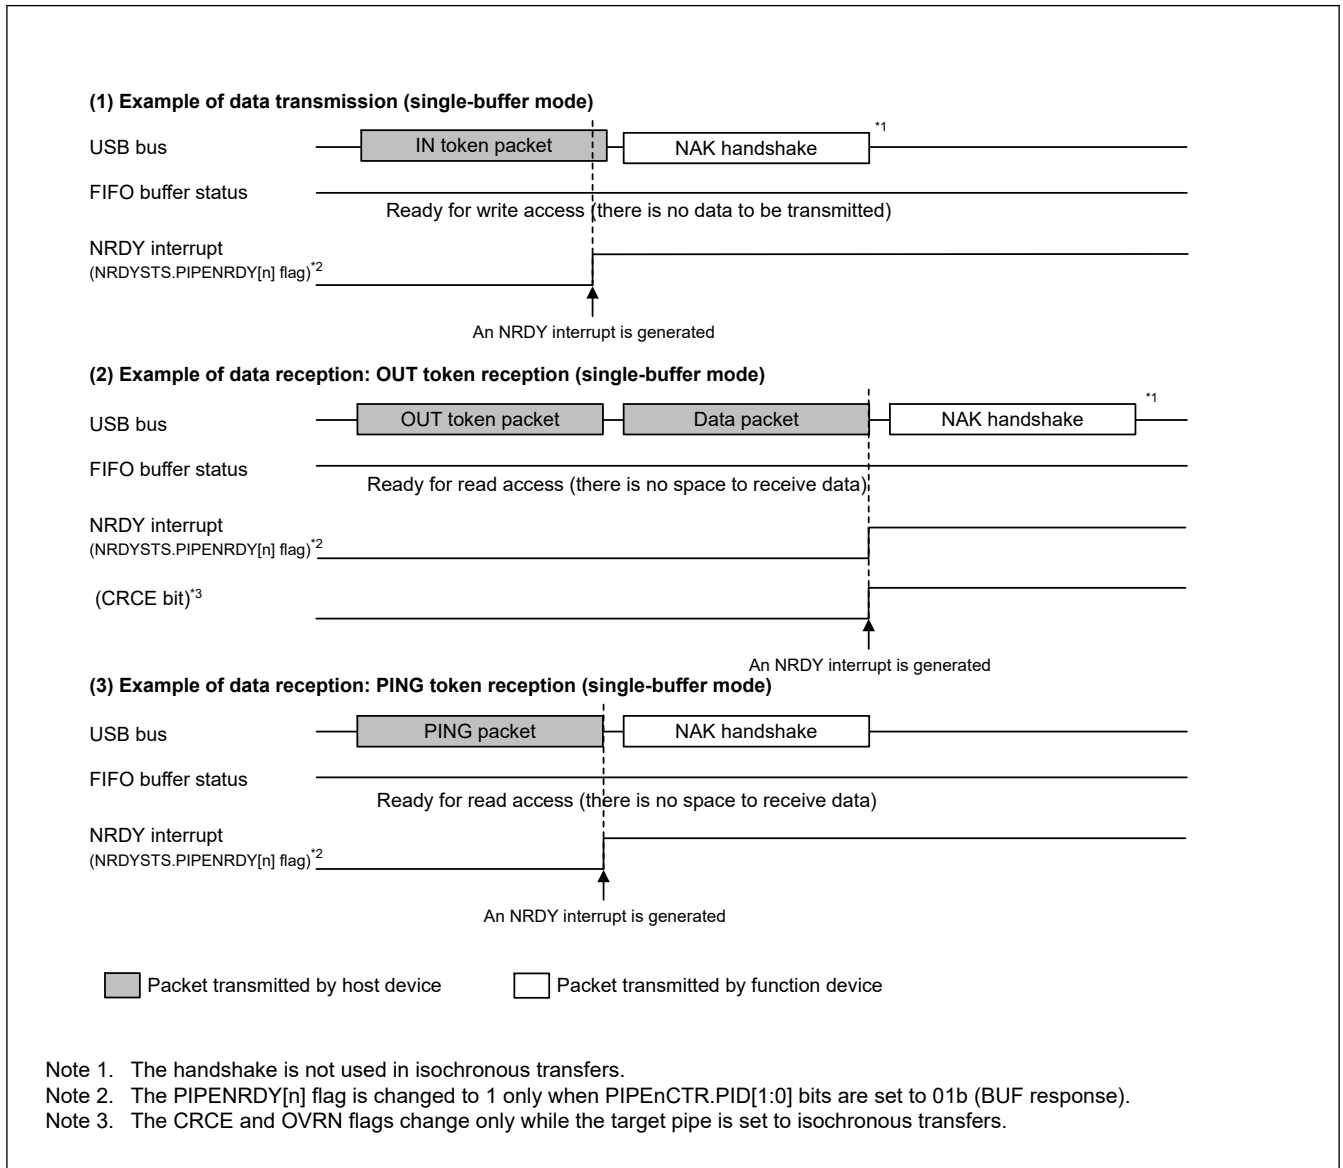 (1) Example of data transmission (single-buffer mode)
USB bus
IN token packet
NAK handshake
*1
FIFO buffer status
Ready for write access (there is no data to be transmitted)
NRDY interrupt
(NRDYSTS.PIPENRDY[n] flag)*2
An NRDY interrupt is generated
(2) Example of data reception: OUT token reception (single-buffer mode)
USB bus
OUT token packet
Data packet
NAK handshake
*1
FIFO buffer status
Ready for read access (there is no space to receive data)
NRDY interrupt
(NRDYSTS.PIPENRDY[n] flag)*2
(CRCE bit)*3
An NRDY interrupt is generated
(3) Example of data reception: PING token reception (single-buffer mode)
USB bus
PING packet
NAK handshake
FIFO buffer status
Ready for read access (there is no space to receive data)
NRDY interrupt
(NRDYSTS.PIPENRDY[n] flag)*2
An NRDY interrupt is generated
Packet transmitted by host device
Packet transmitted by function device
Note 1. The handshake is not used in isochronous transfers.
Note 2. The PIPENRDY[n] flag is changed to 1 only when PIPEnCTR.PID[1:0] bits are set to 01b (BUF response).
Note 3. The CRCE and OVRN flags change only while the target pipe is set to isochronous transfers.